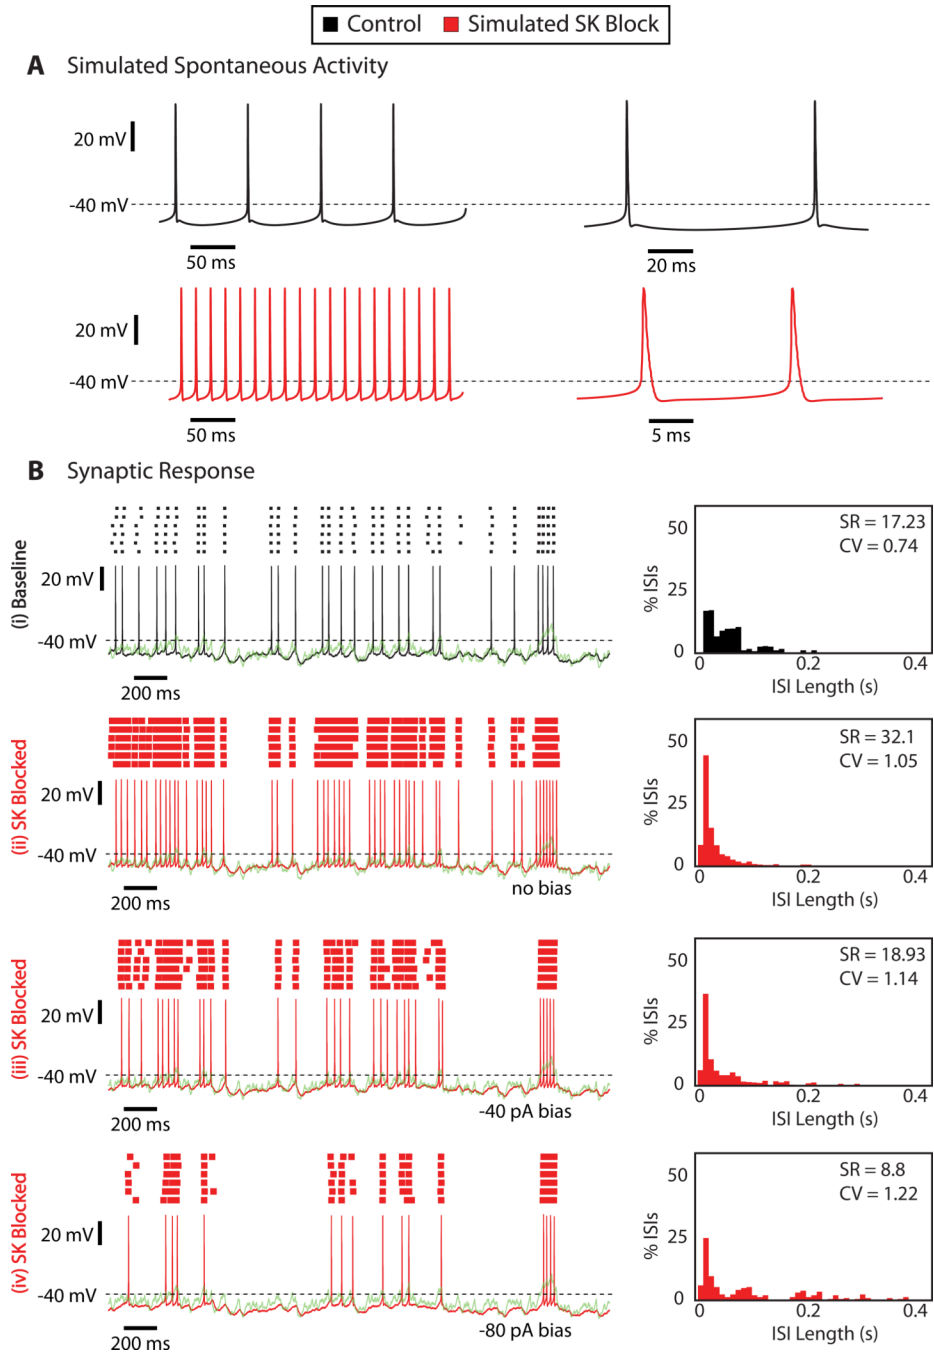 Control Simulated SK Block
A Simulated Spontaneous Activity
20 mV
-40 mV
50 ms 20 ms
20 mV
-40 mV
50 ms 5 ms
B Synaptic Response
(i) Baseline
20 mV
-40 mV
200 ms
% ISIs
50
25
0
SR = 17.23
CV = 0.74
0 0.2 0.4
ISI Length (s)
(ii) SK Blocked
20 mV
-40 mV
no bias
200 ms
% ISIs
50
25
0
SR = 32.1
CV = 1.05
0 0.2 0.4
ISI Length (s)
(iii) SK Blocked
20 mV
-40 mV
-40 pA bias
200 ms
% ISIs
50
25
0
SR = 18.93
CV = 1.14
0 0.2 0.4
ISI Length (s)
(iv) SK Blocked
20 mV
-40 mV
-80 pA bias
200 ms
% ISIs
50
25
0
SR = 8.8
CV = 1.22
0 0.2 0.4
ISI Length (s)